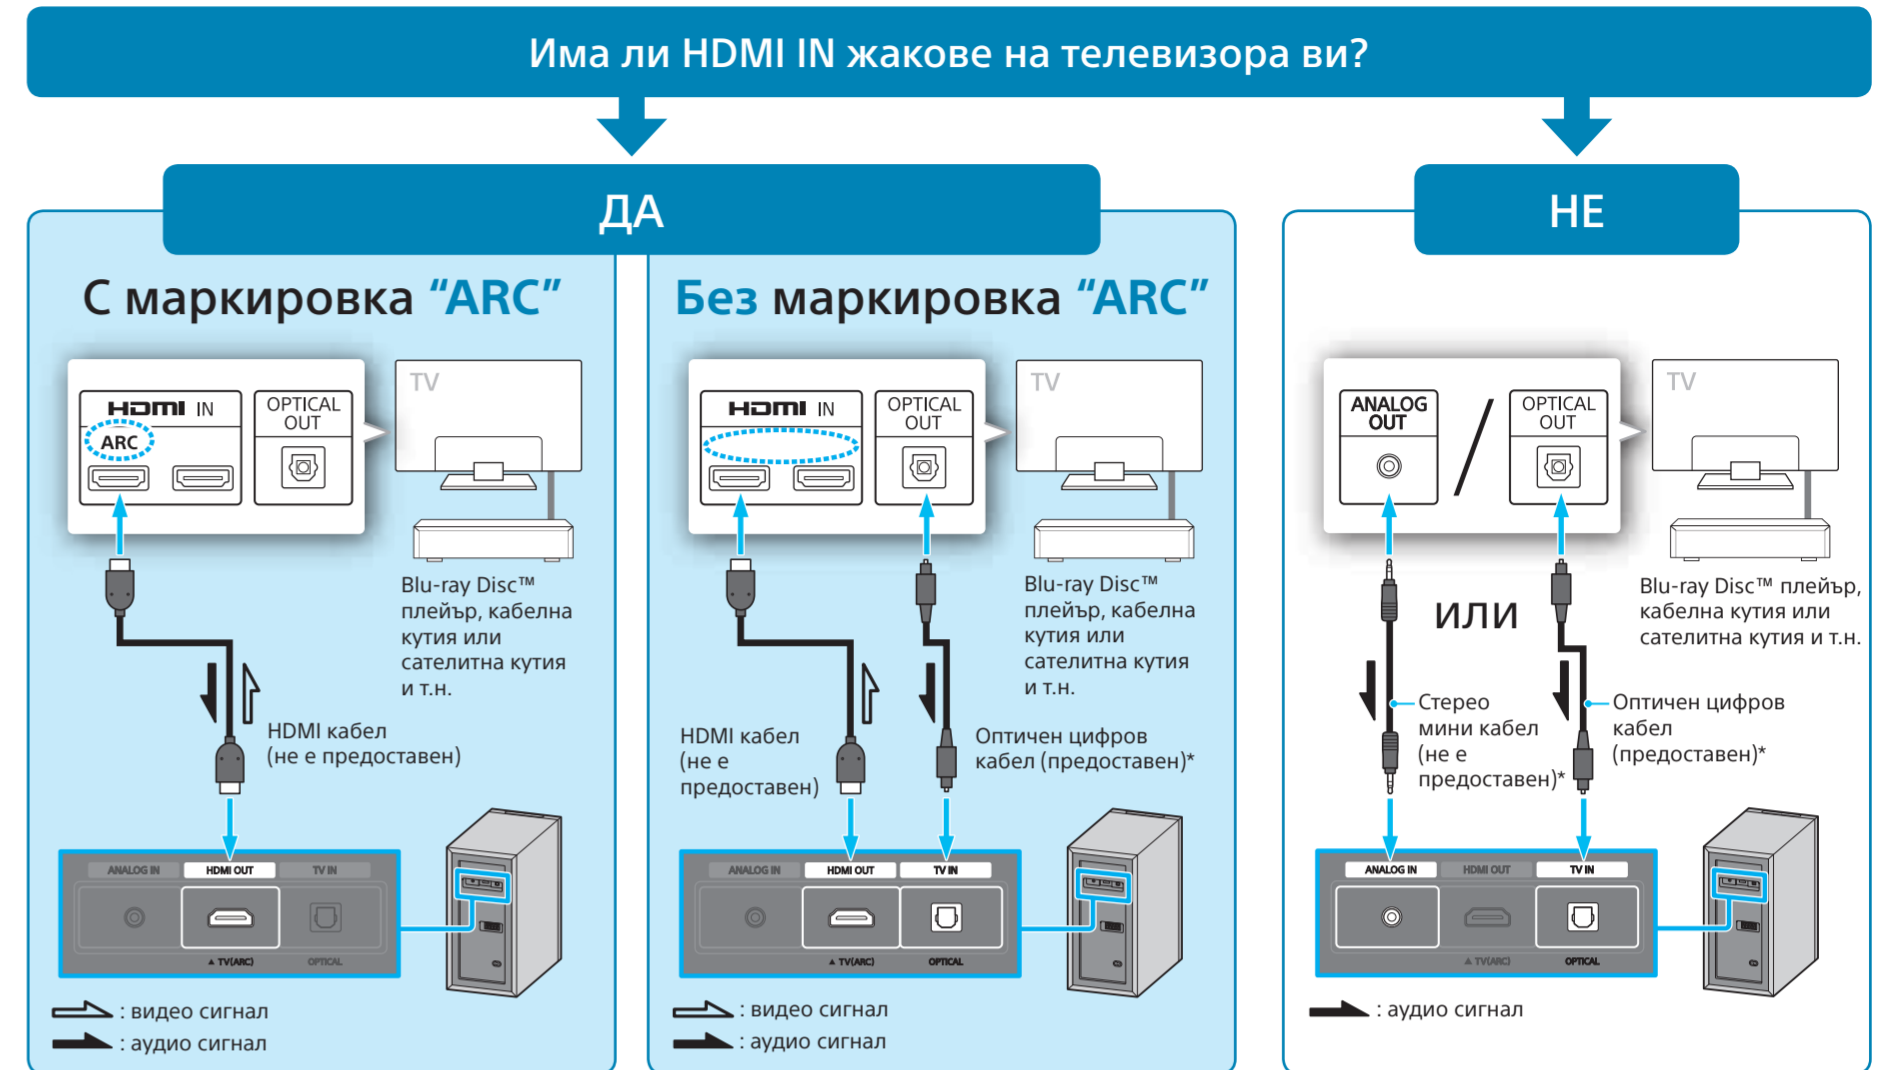 Има ли HDMI IN жакове на телевизора ви?
ДА
НЕ
С маркировка “ARC”
HDMI IN
ARC
OPTICAL
OUT
TV
Blu-ray Disc™
плейър, кабелна
кутия или
сателитна кутия
и т.н.
HDMI кабел
(не е предоставен)
ANALOG IN
HDMI OUT
TV IN
▲ TV(ARC)
OPTICAL
: видео сигнал
: аудио сигнал
Без маркировка “ARC”
HDMI IN
OPTICAL
OUT
TV
Blu-ray Disc™
плейър, кабелна
кутия или
сателитна кутия
и т.н.
HDMI кабел
(не е
предоставен)
Оптичен цифров
кабел (предоставен)*
ANALOG IN
HDMI OUT
TV IN
▲ TV(ARC)
OPTICAL
: видео сигнал
: аудио сигнал
ANALOG
OUT
/
OPTICAL
OUT
TV
Blu-ray Disc™ плейър,
кабелна кутия или
сателитна кутия и т.н.
или
Стерео
мини кабел
(не е
предоставен)*
Оптичен цифров
кабел
(предоставен)*
ANALOG IN
HDMI OUT
TV IN
▲ TV(ARC)
OPTICAL
: аудио сигнал